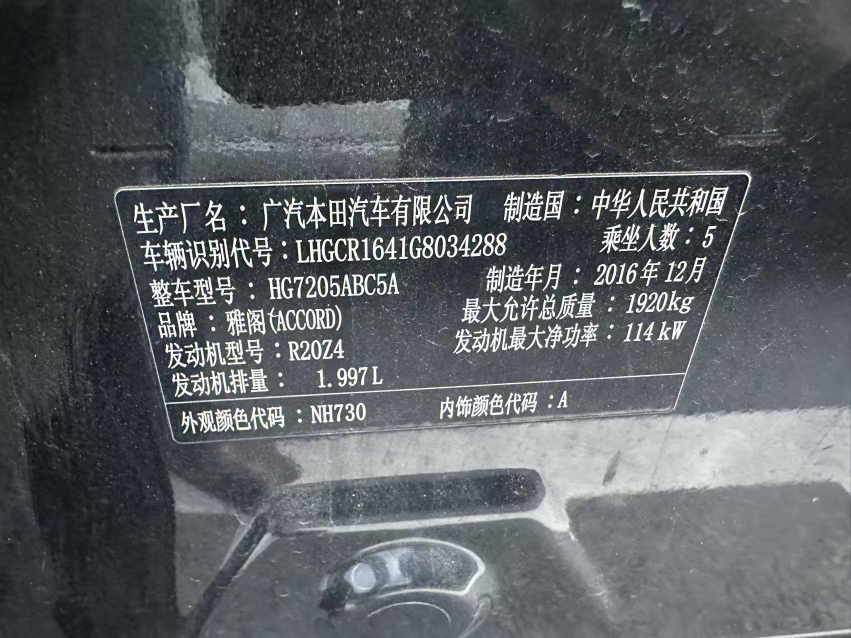 生产厂名：广汽本田汽车有限公司 制造国：中华人民共和国
车辆识别代号：LHGCR1641G8034288 乘坐人数：5
整车型号：HG7205ABC5A 制造年月：2016年12月
品牌：雅阁(ACCORD) 最大允许总质量：1920kg
发动机型号：R20Z4 发动机最大净功率：114kW
发动机排量：1.997L
外观颜色代码：NH730 内饰颜色代码：A